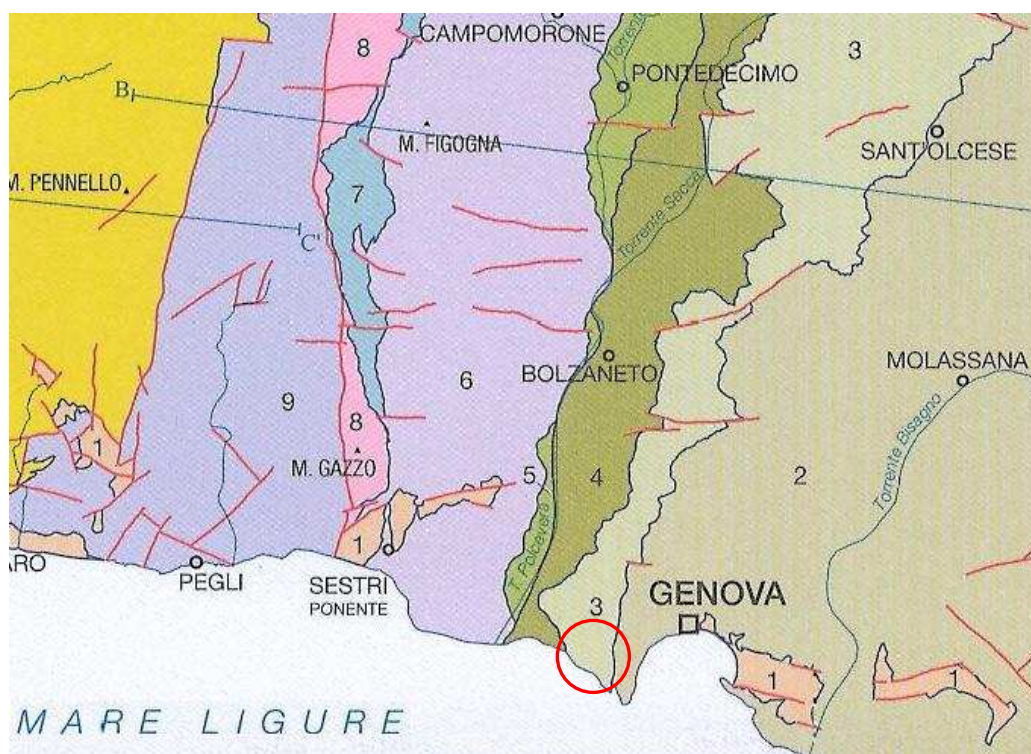 CAMPOMORONE
8
3
Torrente
PONTEDECIMO
B
M. FIGOGNA
SANT'OLCESE
M. PENNELLO
7
Torrente Secca
C'
BOLZANETO
MOLASSANA
6
9
8
1
M. GAZZO
5
4
2
Torrente Bisagno
T. Polcevera
1
ARO
PEGLI
SESTRI
PONENTE
3
GENOVA
1
1
MARE LIGURE